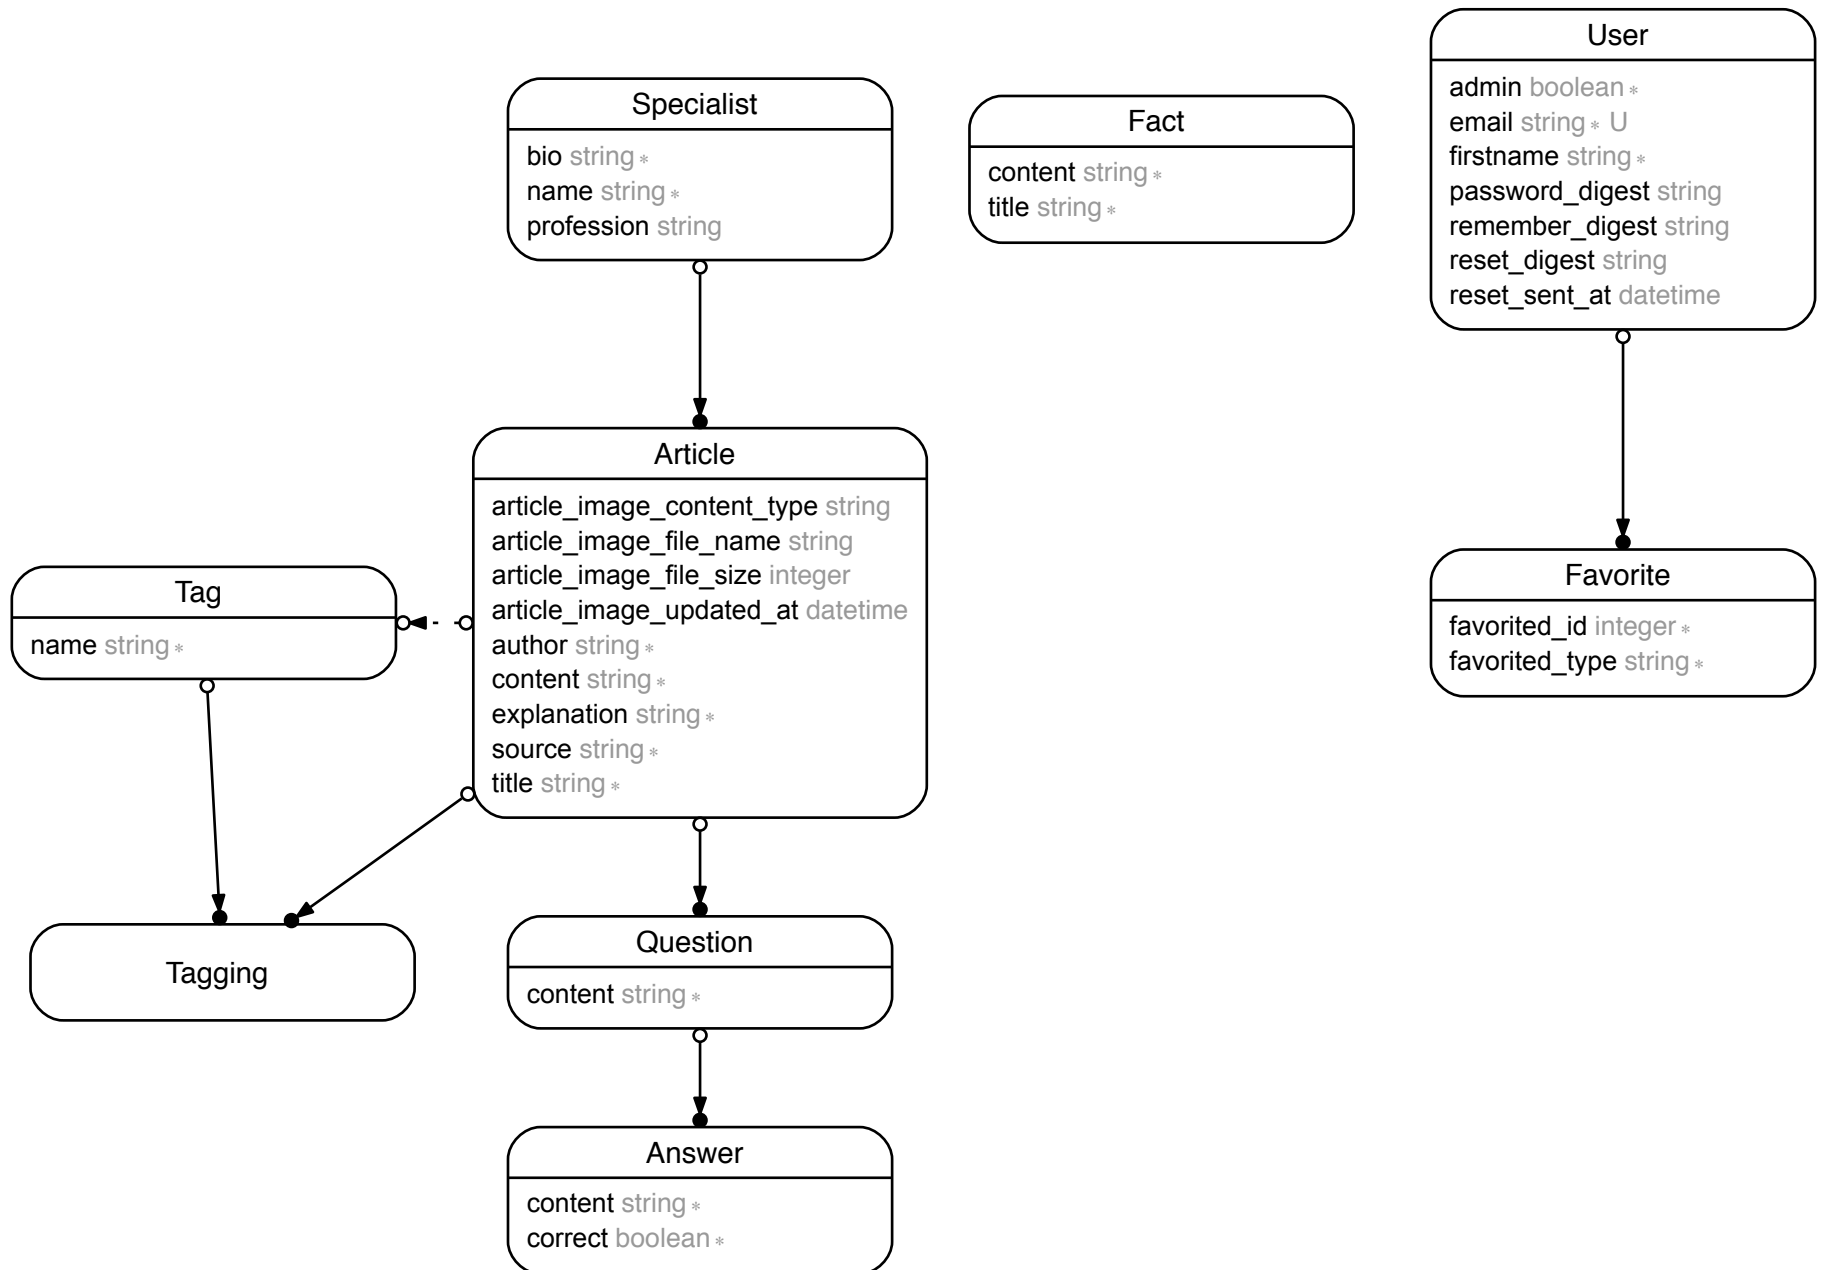 Specialist
bio string *
name string *
profession string
Fact
content string *
title string *
User
admin boolean *
email string * U
firstname string *
password_digest string
remember_digest string
reset_digest string
reset_sent_at datetime
Article
article_image_content_type string
article_image_file_name string
article_image_file_size integer
article_image_updated_at datetime
author string *
content string *
explanation string *
source string *
title string *
Tag
name string *
Favorite
favorited_id integer *
favorited_type string *
Tagging
Question
content string *
Answer
content string *
correct boolean *